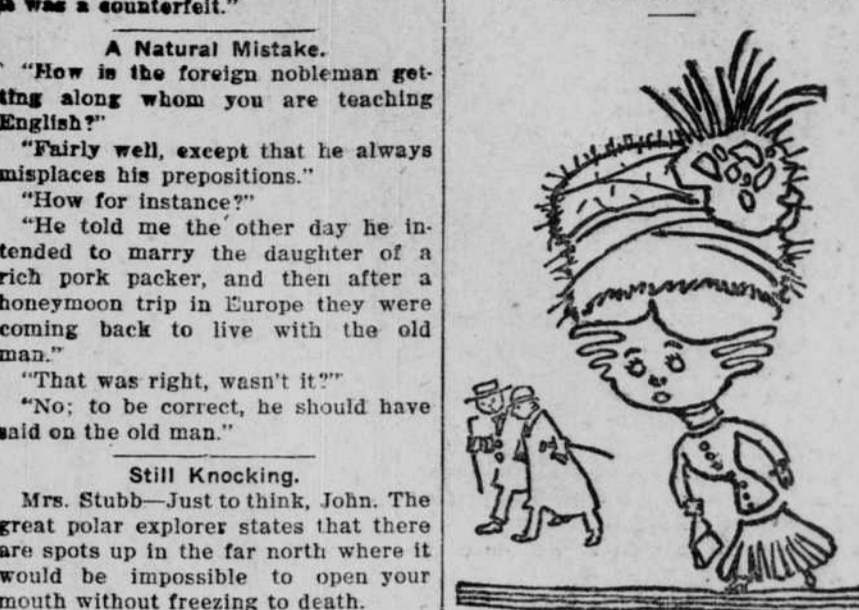 was a counterfeit."
A Natural Mistake.
"How is the foreign nobleman get-
ting along whom you are teaching
English?"
"Fairly well, except that he always
misplaces his prepositions."
"How for instance?"
"He told me the other day he in-
tended to marry the daughter of a
rich pork packer, and then after a
honeymoon trip in Europe they were
coming back to live with the old
man."
"That was right, wasn't it?"
"No; to be correct, he should have
said on the old man."
Still Knocking.
Mrs. Stubb—Just to think, John. The
great polar explorer states that there
are spots up in the far north where it
would be impossible to open your
mouth without freezing to death.